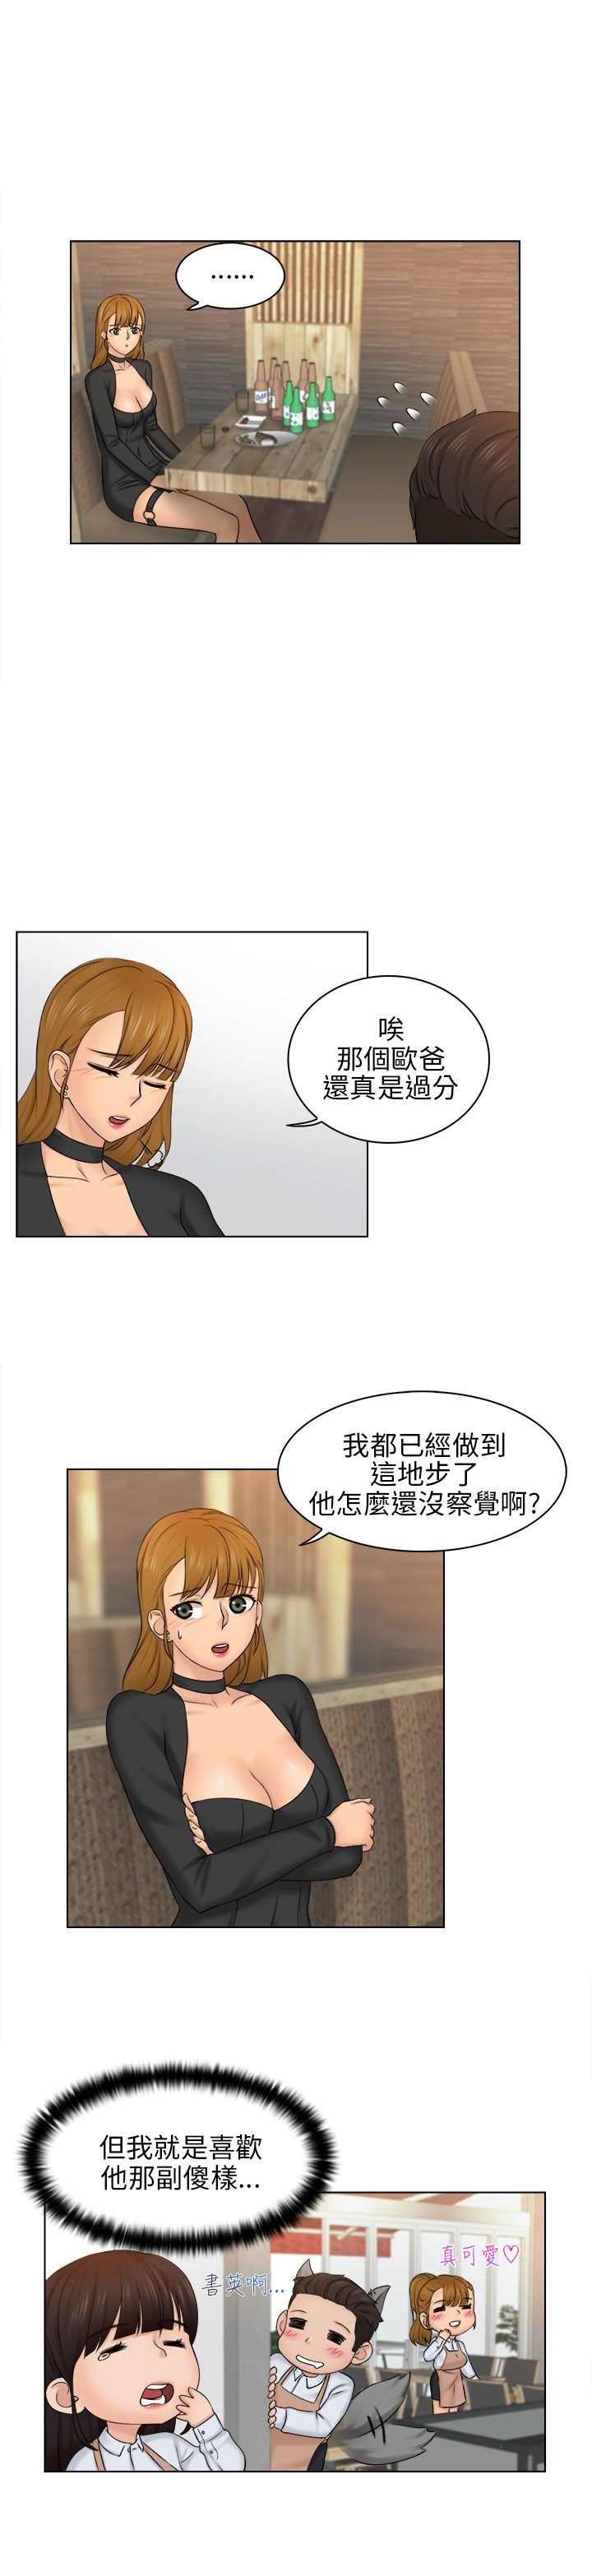 ......
唉
那個歐爸
還真是過分
我都已經做到
這地步了
他怎麼還沒察覺啊?
但我就是喜歡
他那副傻樣...
真可愛♡
書英啊...